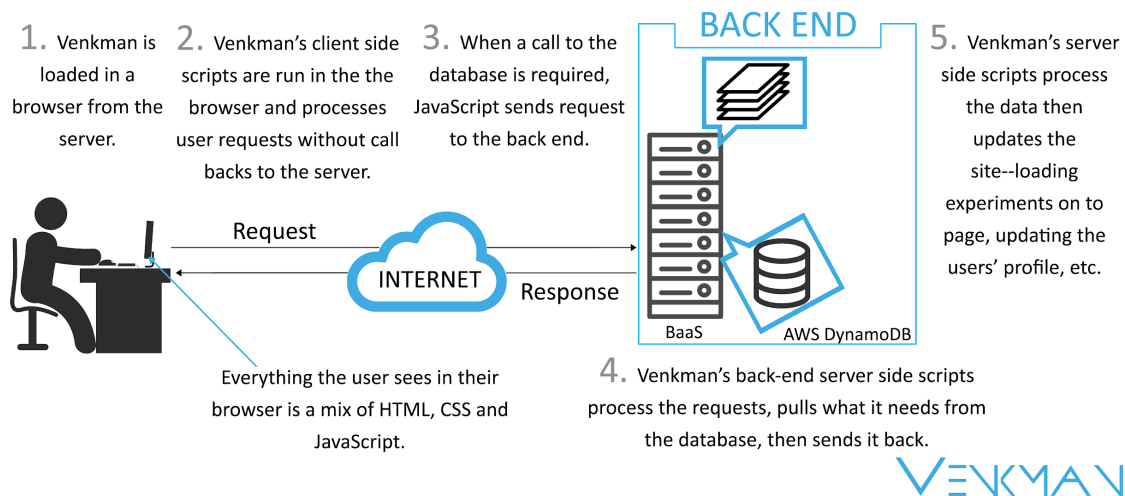 1. Venkman is
loaded in a
browser from the
server.
2. Venkman's client side
scripts are run in the the
browser and processes
user requests without call
backs to the server.
3. When a call to the
database is required,
JavaScript sends request
to the back end.
BACK END
5. Venkman's server
side scripts process
the data then
updates the
site--loading
experiments on to
page, updating the
users' profile, etc.
Request
INTERNET
Response
BaaS
AWS DynamoDB
Everything the user sees in their
browser is a mix of HTML, CSS and
JavaScript.
4. Venkman's back-end server side scripts
process the requests, pulls what it needs from
the database, then sends it back.
VENKMAN